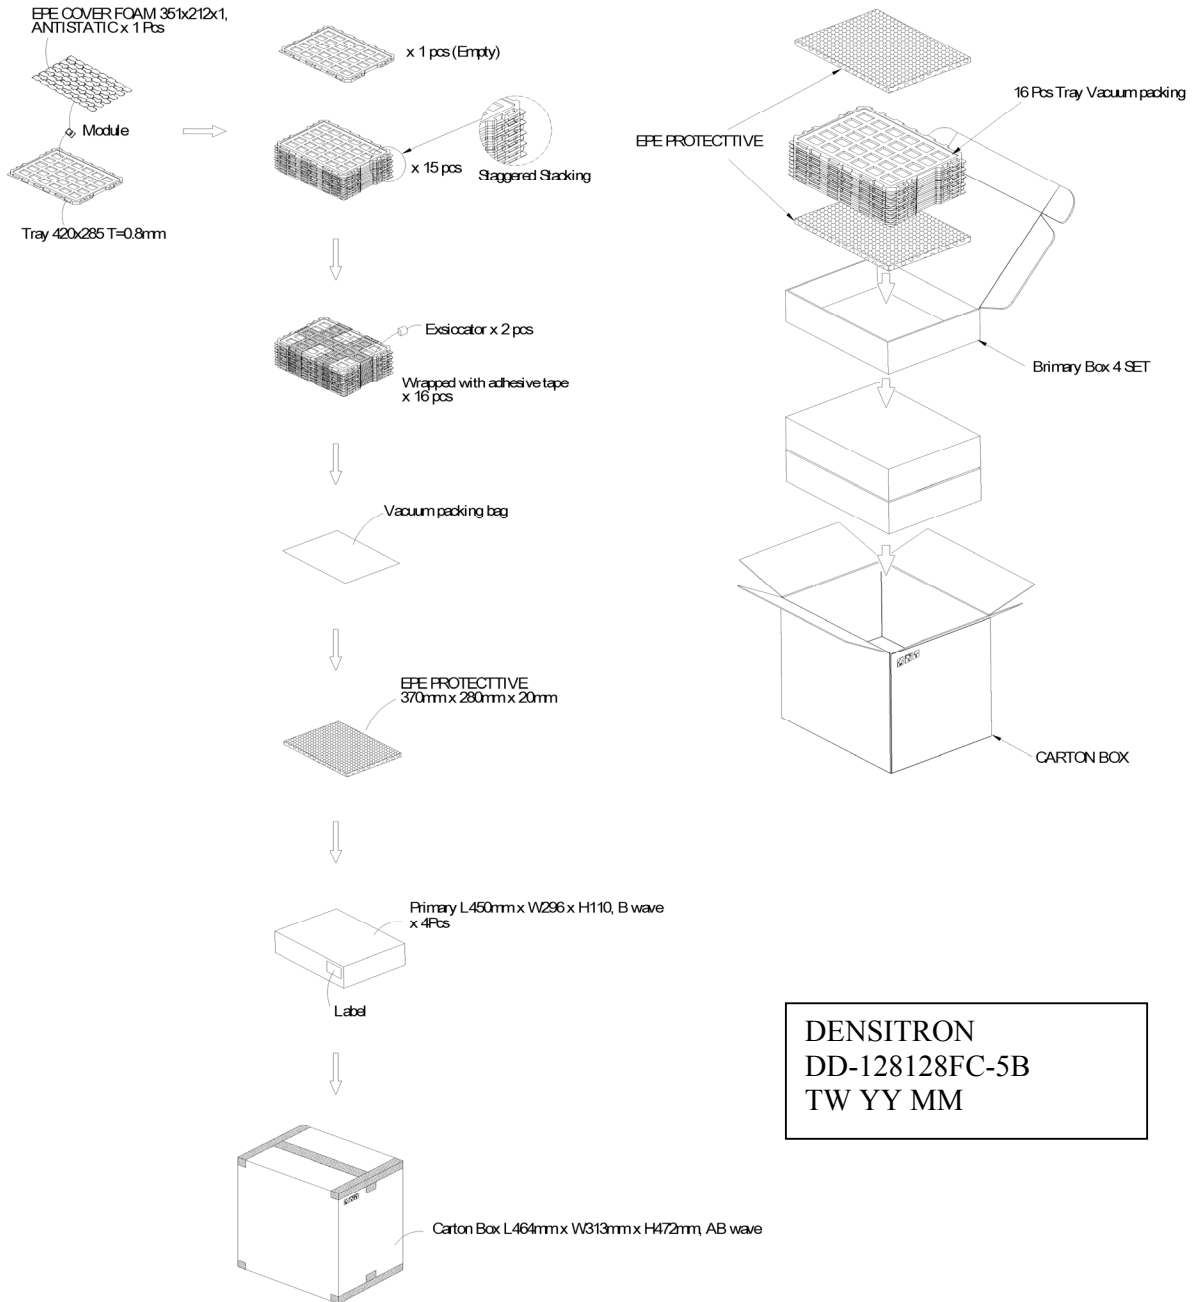 EPE COVER FOAM 351x212x1,
ANTISTATIC x 1 Pcs
Module
Tray 420x285 T=0.8mm
x 1 pcs (Empty)
x 15 pcs
Staggered Stacking
Exsiccator x 2 pcs
Wrapped with adhesive tape
x 16 pcs
Vacuum packing bag
EPE PROTECTTIVE
370mm x 280mm x 20mm
Primary L450mm x W296 x H110, B wave
x 4Pcs
Label
Carton Box L464mm x W313mm x H472mm, AB wave
16 Pcs Tray Vacuum packing
EPE PROTECTTIVE
Brimary Box 4 SET
CARTON BOX
DENSITRON
DD-128128FC-5B
TW YY MM